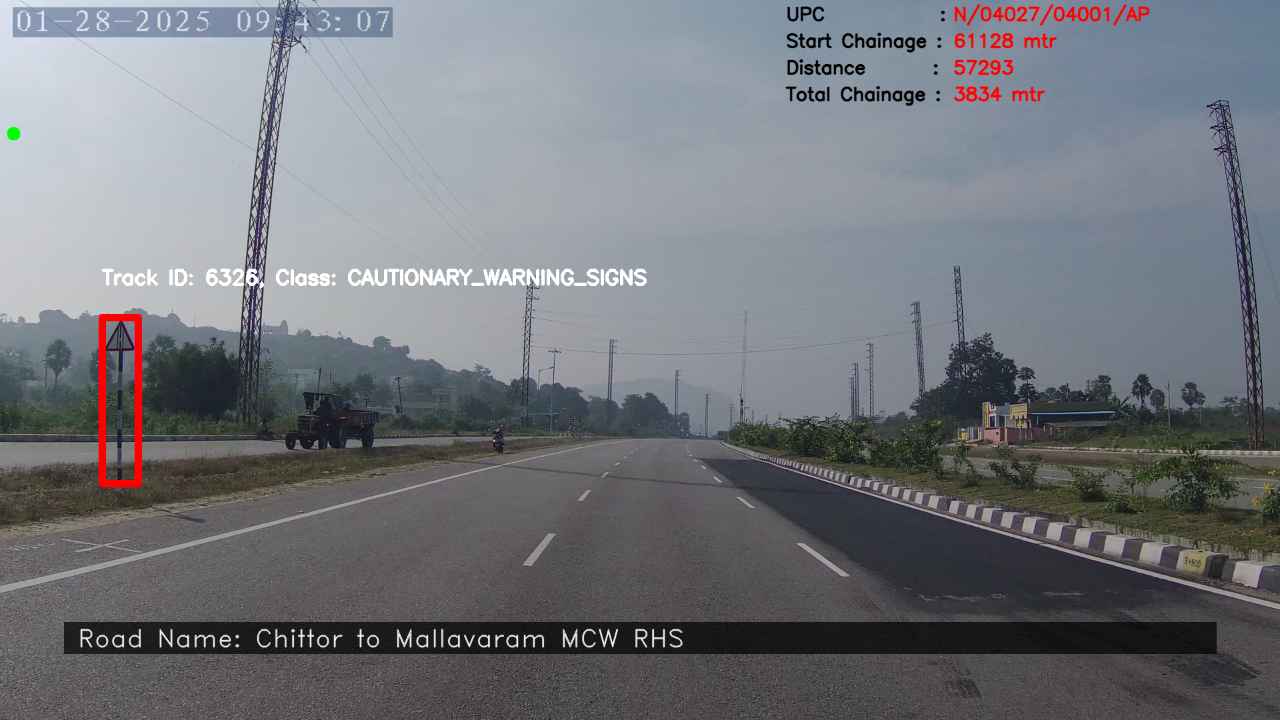 01-28-2025 09:43:07
UPC : N/04027/04001/AP
Start Chainage : 61128 mtr
Distance : 57293
Total Chainage : 3834 mtr
Track ID: 6326, Class: CAUTIONARY_WARNING_SIGNS
Road Name: Chittor to Mallavaram MCW RHS